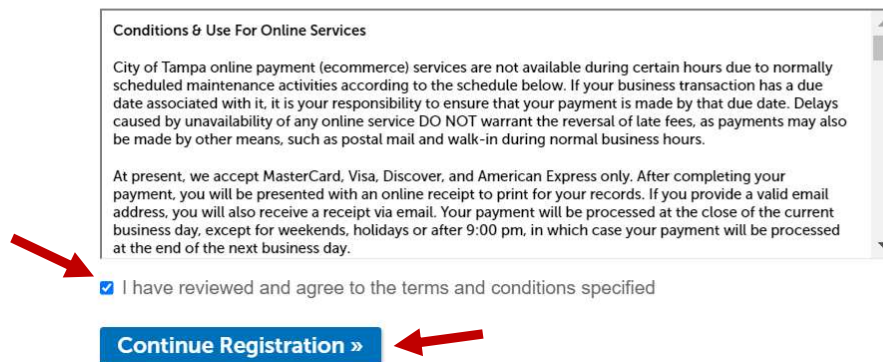 Conditions & Use For Online Services
City of Tampa online payment (ecommerce) services are not available during certain hours due to normally
scheduled maintenance activities according to the schedule below. If your business transaction has a due
date associated with it, it is your responsibility to ensure that your payment is made by that due date. Delays
caused by unavailability of any online service DO NOT warrant the reversal of late fees, as payments may also
be made by other means, such as postal mail and walk-in during normal business hours.
At present, we accept MasterCard, Visa, Discover, and American Express only. After completing your
payment, you will be presented with an online receipt to print for your records. If you provide a valid email
address, you will also receive a receipt via email. Your payment will be processed at the close of the current
business day, except for weekends, holidays or after 9:00 pm, in which case your payment will be processed
at the end of the next business day.
I have reviewed and agree to the terms and conditions specified
Continue Registration »